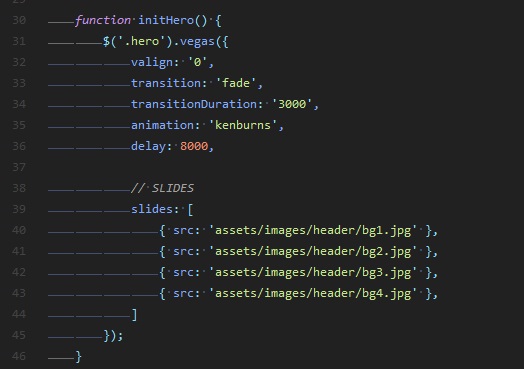 30 function initHero() {
31 $('.hero').vegas({
32 valign: '0',
33 transition: 'fade',
34 transitionDuration: '3000',
35 animation: 'kenburns',
36 delay: 8000,
37
38 // SLIDES
39 slides: [
40 { src: 'assets/images/header/bg1.jpg' },
41 { src: 'assets/images/header/bg2.jpg' },
42 { src: 'assets/images/header/bg3.jpg' },
43 { src: 'assets/images/header/bg4.jpg' },
44 ]
45 });
46 }